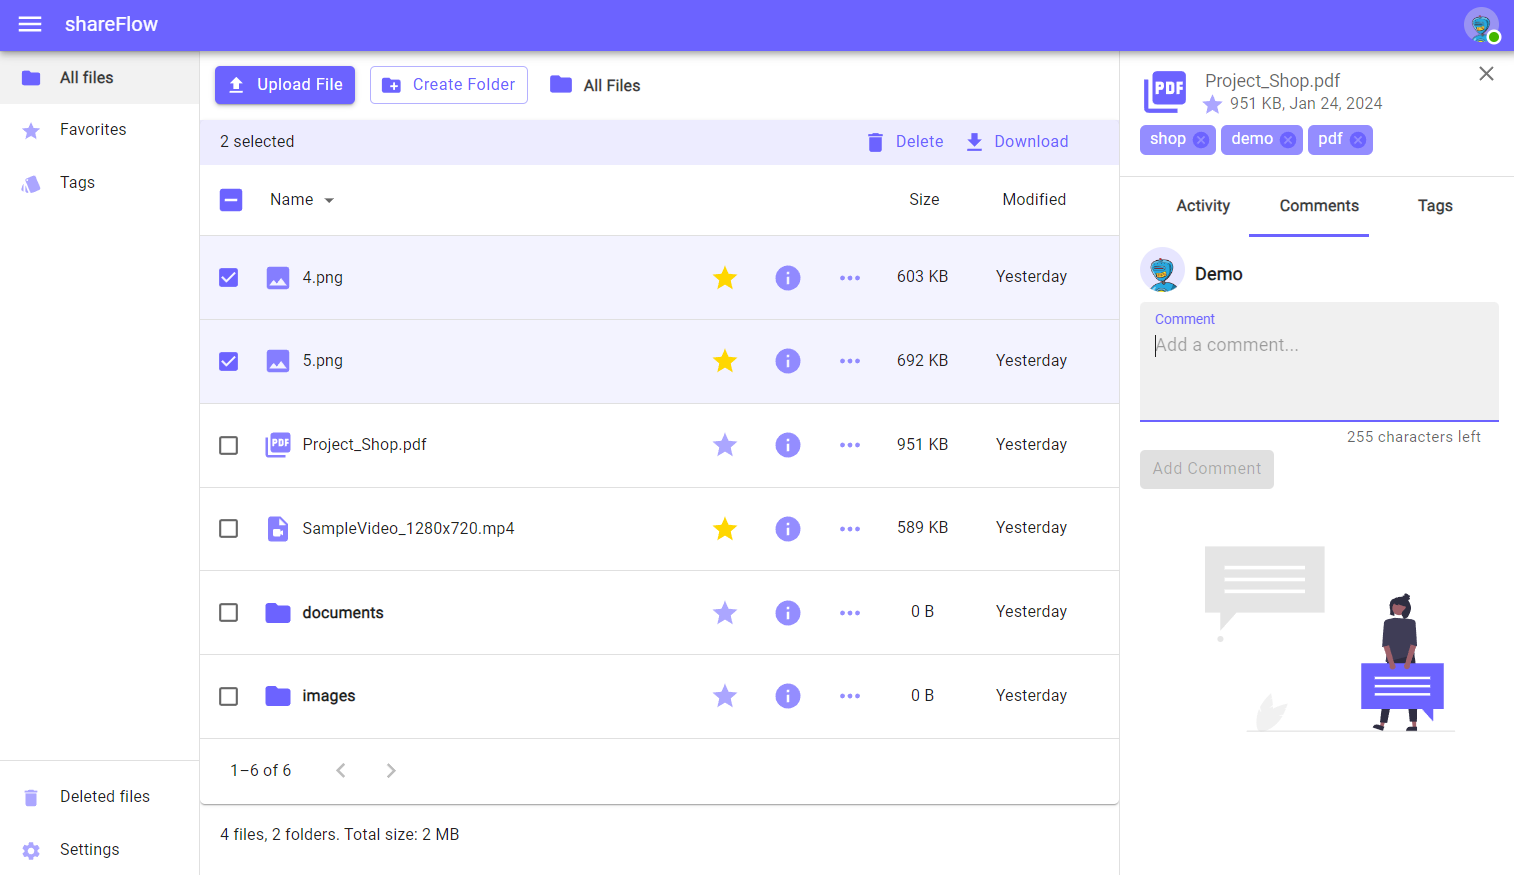 shareFlow
All files
Favorites
Tags
Deleted files
Settings
Upload File
Create Folder
All Files
2 selected
Delete
Download
Name
Size
Modified
4.png
603 KB
Yesterday
5.png
692 KB
Yesterday
PDF
Project_Shop.pdf
951 KB
Yesterday
SampleVideo_1280x720.mp4
589 KB
Yesterday
documents
0 B
Yesterday
images
0 B
Yesterday
1–6 of 6
4 files, 2 folders. Total size: 2 MB
PDF
Project_Shop.pdf
951 KB, Jan 24, 2024
shop
demo
pdf
Activity
Comments
Tags
Demo
Comment
Add a comment...
255 characters left
Add Comment